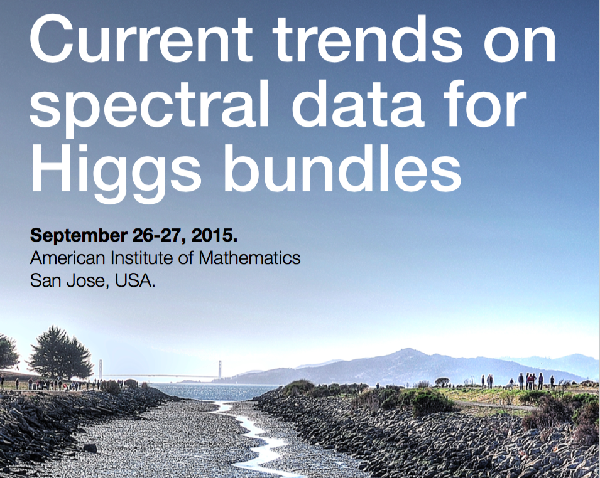 Current trends on
spectral data for
Higgs bundles
September 26-27, 2015.
American Institute of Mathematics
San Jose, USA.